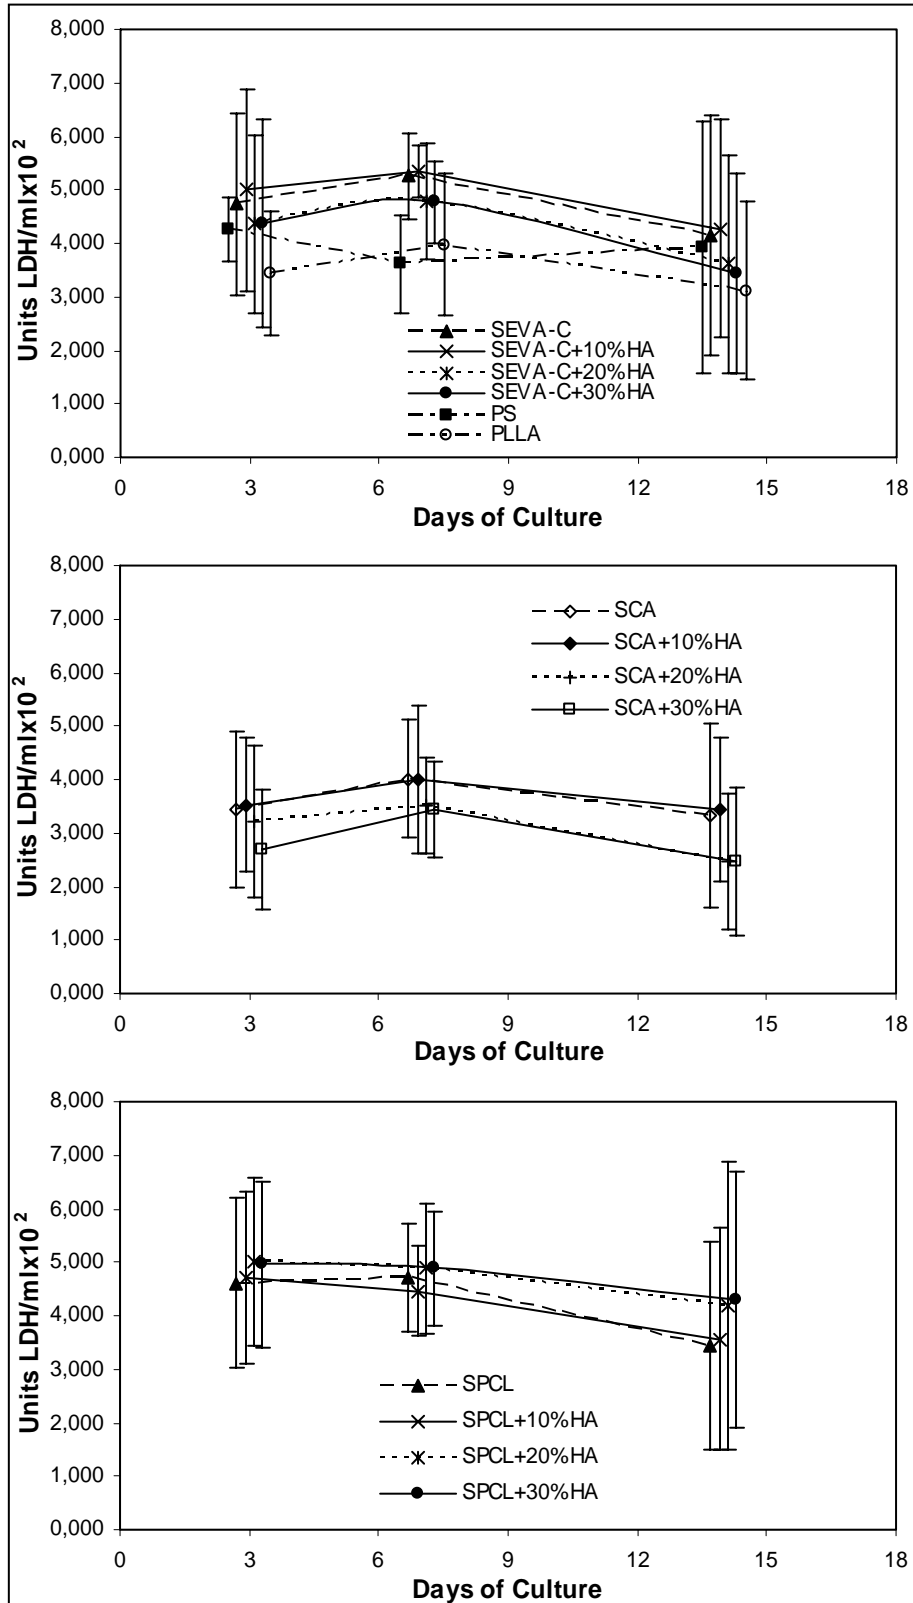 8,000
7,000
6,000
5,000
4,000
3,000
2,000
1,000
0,000
Units LDH/mlx10²
SEVA-C
SEVA-C+10%HA
SEVA-C+20%HA
SEVA-C+30%HA
PS
PLLA
0 3 6 9 12 15 18
Days of Culture
8,000
7,000
6,000
5,000
4,000
3,000
2,000
1,000
0,000
Units LDH/mlx10²
SCA
SCA+10%HA
SCA+20%HA
SCA+30%HA
0 3 6 9 12 15 18
Days of Culture
8,000
7,000
6,000
5,000
4,000
3,000
2,000
1,000
0,000
Units LDH/mlx10²
SPCL
SPCL+10%HA
SPCL+20%HA
SPCL+30%HA
0 3 6 9 12 15 18
Days of Culture